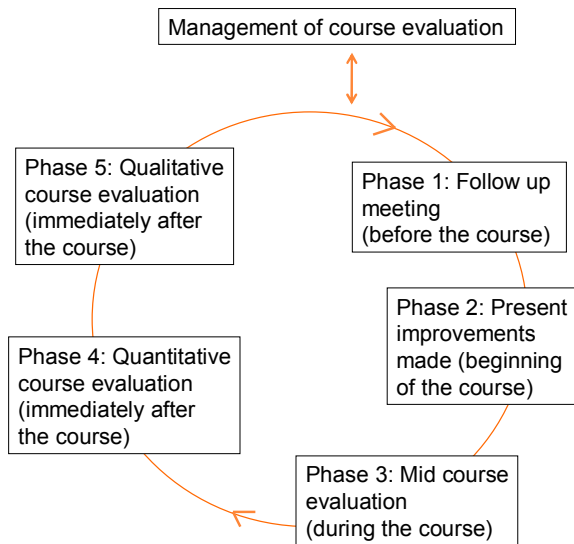 Management of course evaluation
Phase 1: Follow up
meeting
(before the course)
Phase 2: Present
improvements
made (beginning
of the course)
Phase 3: Mid course
evaluation
(during the course)
Phase 4: Quantitative
course evaluation
(immediately after
the course)
Phase 5: Qualitative
course evaluation
(immediately after
the course)